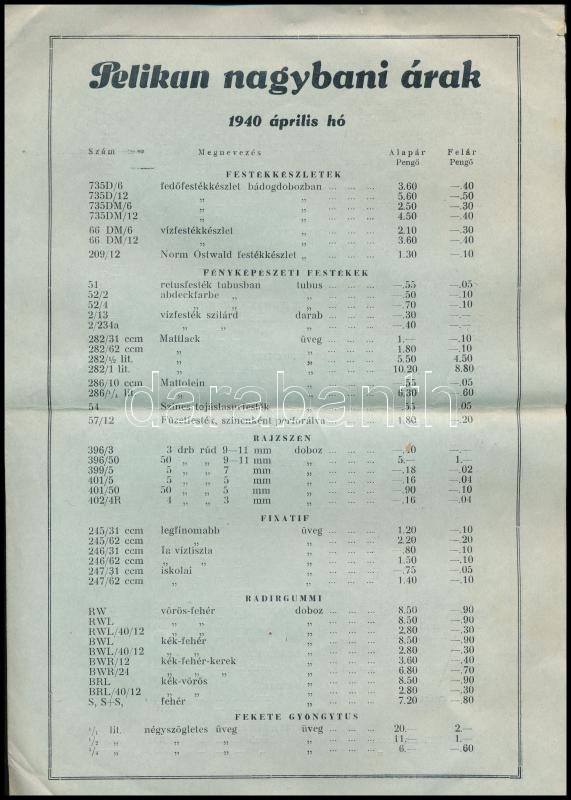 Pelikan nagybani árak
1940 április hó
Szám Megnevezés Alapár Felár
Pengő Pengő
FESTÉKKÉSZLETEK
735D/6 fedőfestékkészlet bádogdobozban ... ... ... 3.60 —.40
735D/12 „ „ ... ... ... 5.60 —.50
735DM/6 „ „ ... ... ... 2.50 —.30
735DM/12 „ „ ... ... ... 4.50 —.40
66 DM/6 vízfestékkészlet „ ... ... ... 2.10 —.30
66 DM/12 „ „ ... ... ... 3.60 —.40
209/12 Norm Ostwald festékkészlet „ ... ... ... 1.30 —.10
FÉNYKÉPÉSZETI FESTÉKEK
51 retusfesték tubusban tubus ... ... ... —.55 —.05
52/2 abdeckfarbe „ „ ... ... ... —.50 —.10
52/4 „ „ „ ... ... ... —.70 —.10
2/13 vízfesték szilárd darab ... ... ... —.30 —.—
2/234a „ „ „ ... ... ... —.40 —.—
282/31 ccm Mattlack üveg ... ... ... 1.— —.10
282/62 ccm „ „ ... ... ... 1.80 —.10
282/½ lit. „ „ ... ... ... 5.50 4.50
282/1 lit. „ „ ... ... ... 10.20 8.80
286/10 ccm Mattolein „ ... ... ... —.55 —.05
286/¹/₄ lit. „ „ ... ... ... 6.30 —.60
54 Színes tojáslasurfesték „ ... ... ... —.55 —.05
57/12 Füzetfesték, színenként perforálva „ ... ... ... 1.80 —.20
darabanth
RAJZSZÉN
396/3 3 drb rúd 9—11 mm doboz ... ... ... —.40
396/50 50 „ „ 9—11 mm „ ... ... ... 5.— 1.—
399/5 5 „ „ 7 mm „ ... ... ... —.18 —.02
401/5 5 „ „ 5 mm „ ... ... ... —.16 —.04
401/50 50 „ „ 5 mm „ ... ... ... —.90 —.10
402/4R 4 „ „ 3 mm „ ... ... ... —.16 —.04
FIXATIF
245/31 ccm legfinomabb üveg ... ... ... 1.20 —.10
245/62 ccm „ „ ... ... ... 2.20 —.20
246/31 ccm Ia víztiszta „ ... ... ... —.80 —.10
246/62 ccm „ „ „ ... ... ... 1.50 —.10
247/31 ccm iskolai „ ... ... ... —.75 —.05
247/62 ccm „ „ ... ... ... 1.40 —.10
RADIRGUMMI
RW vörös-fehér doboz ... ... ... 8.50 —.90
RWL „ „ „ ... ... ... 8.50 —.90
RWL/40/12 „ „ „ ... ... ... 2.80 —.30
BWL kék-fehér „ ... ... ... 8.50 —.90
BWL/40/12 „ „ „ ... ... ... 2.80 —.30
BWR/12 kék-fehér-kerek „ ... ... ... 3.60 —.40
BWR/24 „ „ „ „ ... ... ... 6.80 —.70
BRL kék-vörös „ ... ... ... 8.50 —.90
BRL/40/12 „ „ „ ... ... ... 2.80 —.30
S, S+S, fehér „ ... ... ... 7.20 —.80
FEKETE GYÖNGYTUS
¹/₁ lit. négyszögletes üveg üveg ... ... ... 20.— 2.—
¹/₂ „ „ „ „ ... ... ... 11.— 1.—
¹/₄ „ „ „ „ ... ... ... 6.— —.60